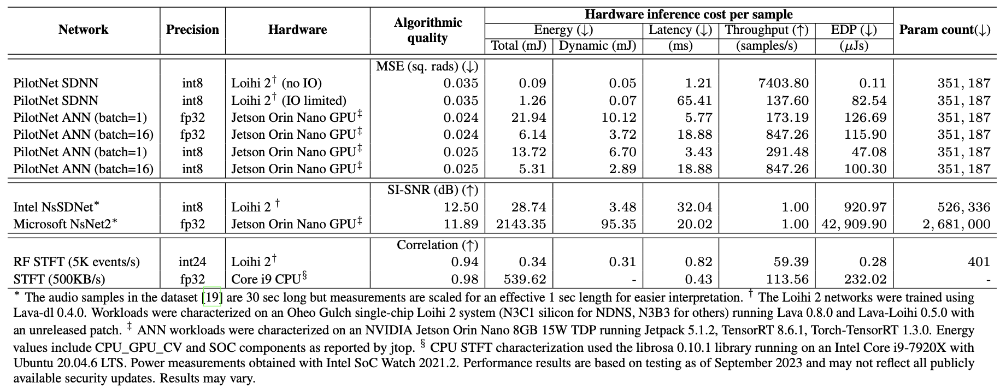 Network Precision Hardware Algorithmic quality Hardware inference cost per sample Param count(↓)
Energy (↓) Latency (↓) Throughput (↑) EDP (↓)
Total (mJ) Dynamic (mJ) (ms) (samples/s) (μJs)
MSE (sq. rads) (↓)
PilotNet SDNN int8 Loihi 2† (no IO) 0.035 0.09 0.05 1.21 7403.80 0.11 351, 187
PilotNet SDNN int8 Loihi 2† (IO limited) 0.035 1.26 0.07 65.41 137.60 82.54 351, 187
PilotNet ANN (batch=1) fp32 Jetson Orin Nano GPU‡ 0.024 21.94 10.12 5.77 173.19 126.69 351, 187
PilotNet ANN (batch=16) fp32 Jetson Orin Nano GPU‡ 0.024 6.14 3.72 18.88 847.26 115.90 351, 187
PilotNet ANN (batch=1) int8 Jetson Orin Nano GPU‡ 0.025 13.72 6.70 3.43 291.48 47.08 351, 187
PilotNet ANN (batch=16) int8 Jetson Orin Nano GPU‡ 0.025 5.31 2.89 18.88 847.26 100.30 351, 187
SI-SNR (dB) (↑)
Intel NsSDNet* int8 Loihi 2 † 12.50 28.74 3.48 32.04 1.00 920.97 526, 336
Microsoft NsNet2* fp32 Jetson Orin Nano GPU‡ 11.89 2143.35 95.35 20.02 1.00 42, 909.90 2, 681, 000
Correlation (↑)
RF STFT (5K events/s) int24 Loihi 2† 0.94 0.34 0.31 0.82 59.39 0.28 401
STFT (500KB/s) fp32 Core i9 CPU§ 0.98 539.62 - 0.43 113.56 232.02 -
* The audio samples in the dataset [19] are 30 sec long but measurements are scaled for an effective 1 sec length for easier interpretation. † The Loihi 2 networks were trained using
Lava-dl 0.4.0. Workloads were characterized on an Oheo Gulch single-chip Loihi 2 system (N3C1 silicon for NDNS, N3B3 for others) running Lava 0.8.0 and Lava-Loihi 0.5.0 with
an unreleased patch. ‡ ANN workloads were characterized on an NVIDIA Jetson Orin Nano 8GB 15W TDP running Jetpack 5.1.2, TensorRT 8.6.1, Torch-TensorRT 1.3.0. Energy
values include CPU_GPU_CV and SOC components as reported by jtop. § CPU STFT characterization used the librosa 0.10.1 library running on an Intel Core i9-7920X with
Ubuntu 20.04.6 LTS. Power measurements obtained with Intel SoC Watch 2021.2. Performance results are based on testing as of September 2023 and may not reflect all publicly
available security updates. Results may vary.